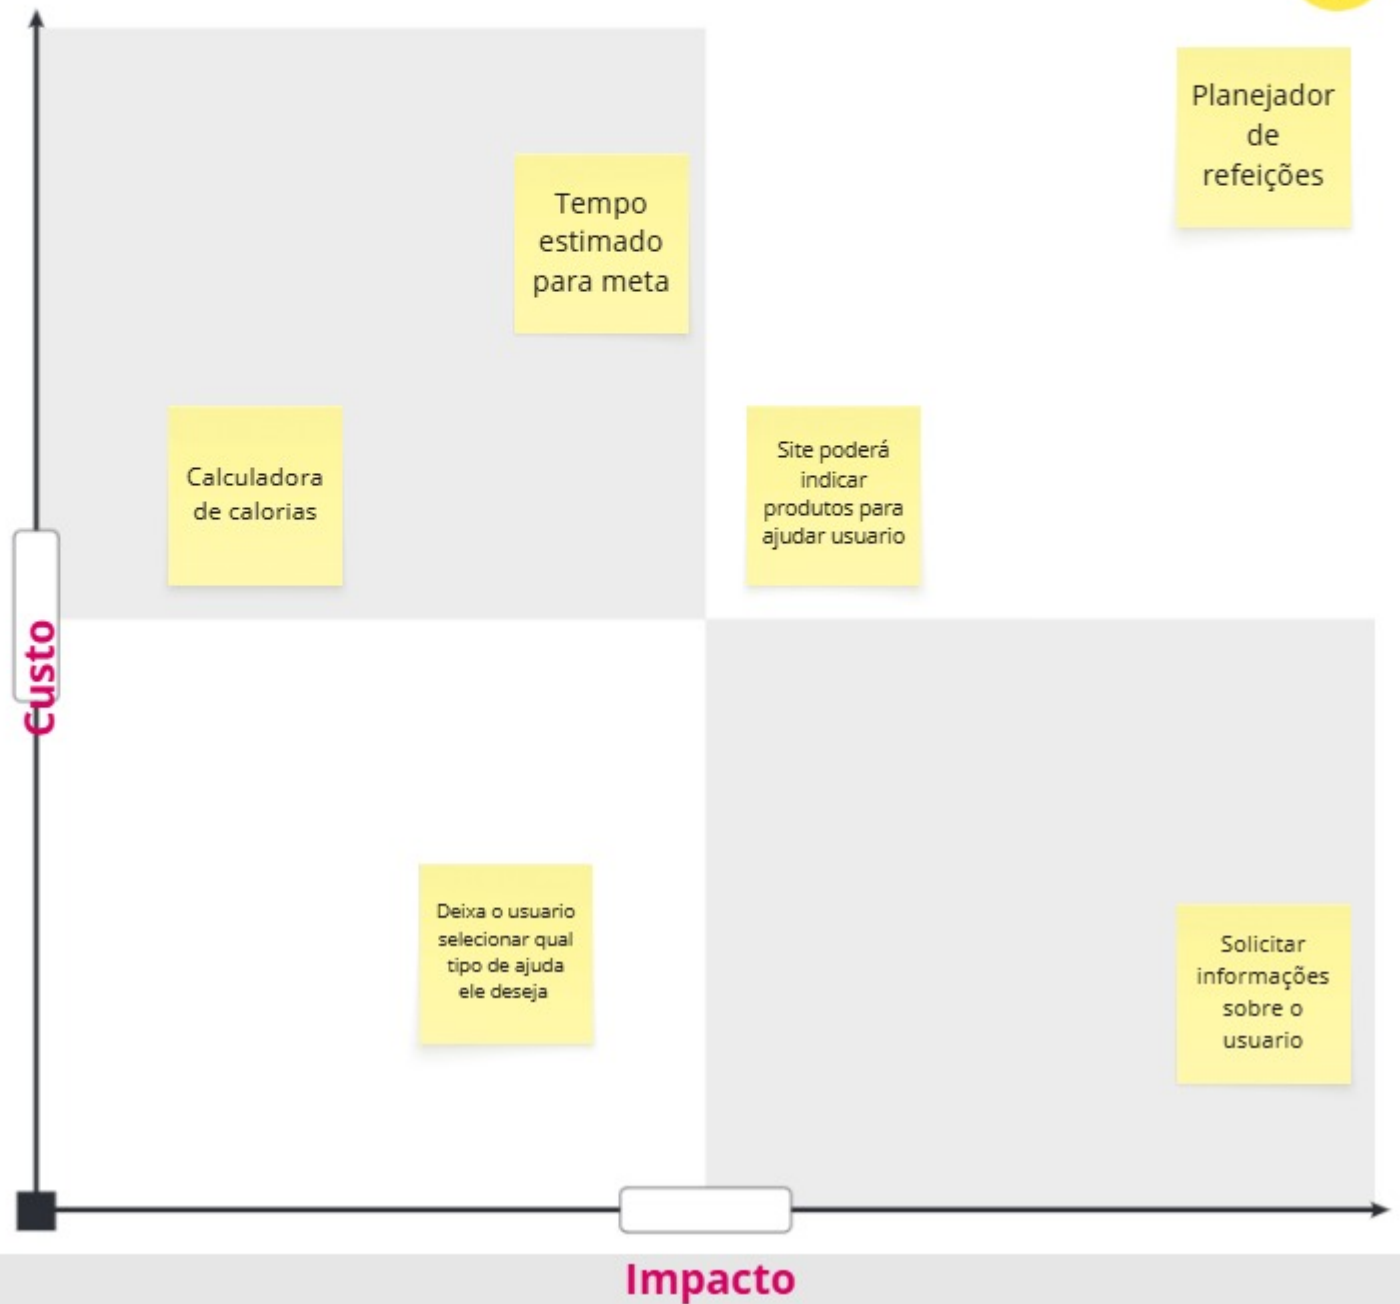 Planejador
de
refeições
Tempo
estimado
para meta
Calculadora
de calorias
Site poderá
indicar
produtos para
ajudar usuario
Custo
Deixa o usuario
selecionar qual
tipo de ajuda
ele deseja
Solicitar
informações
sobre o
usuario
Impacto